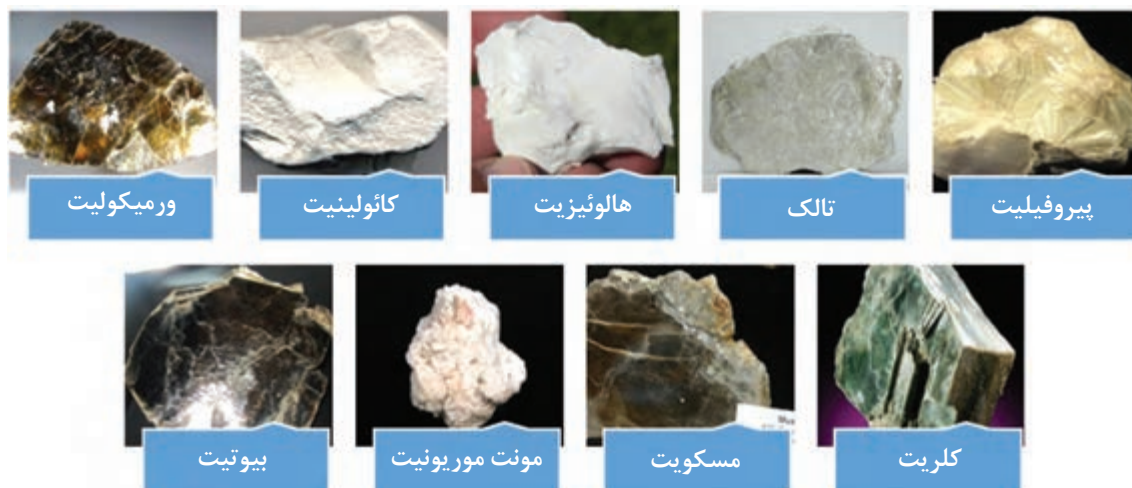 پیروفیلیت
تالک
هالوئیزیت
کائولینیت
ورمیکولیت
کلریت
مسکویت
مونت موریونیت
بیوتیت